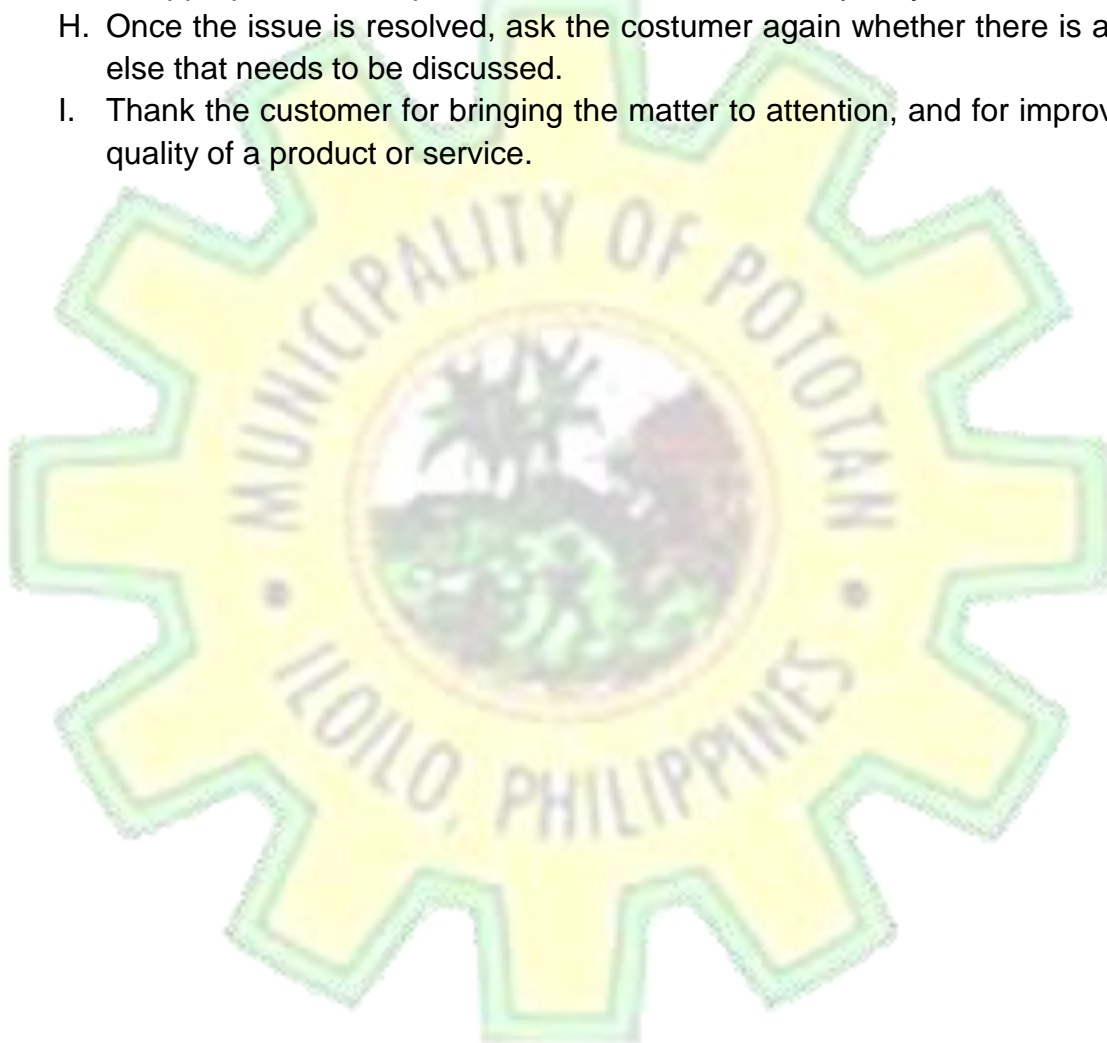 H. Once the issue is resolved, ask the costumer again whether there is a
else that needs to be discussed.
I. Thank the customer for bringing the matter to attention, and for improv
quality of a product or service.
MUNICIPALITY OF POTOTAN
ILOILO, PHILIPPINES